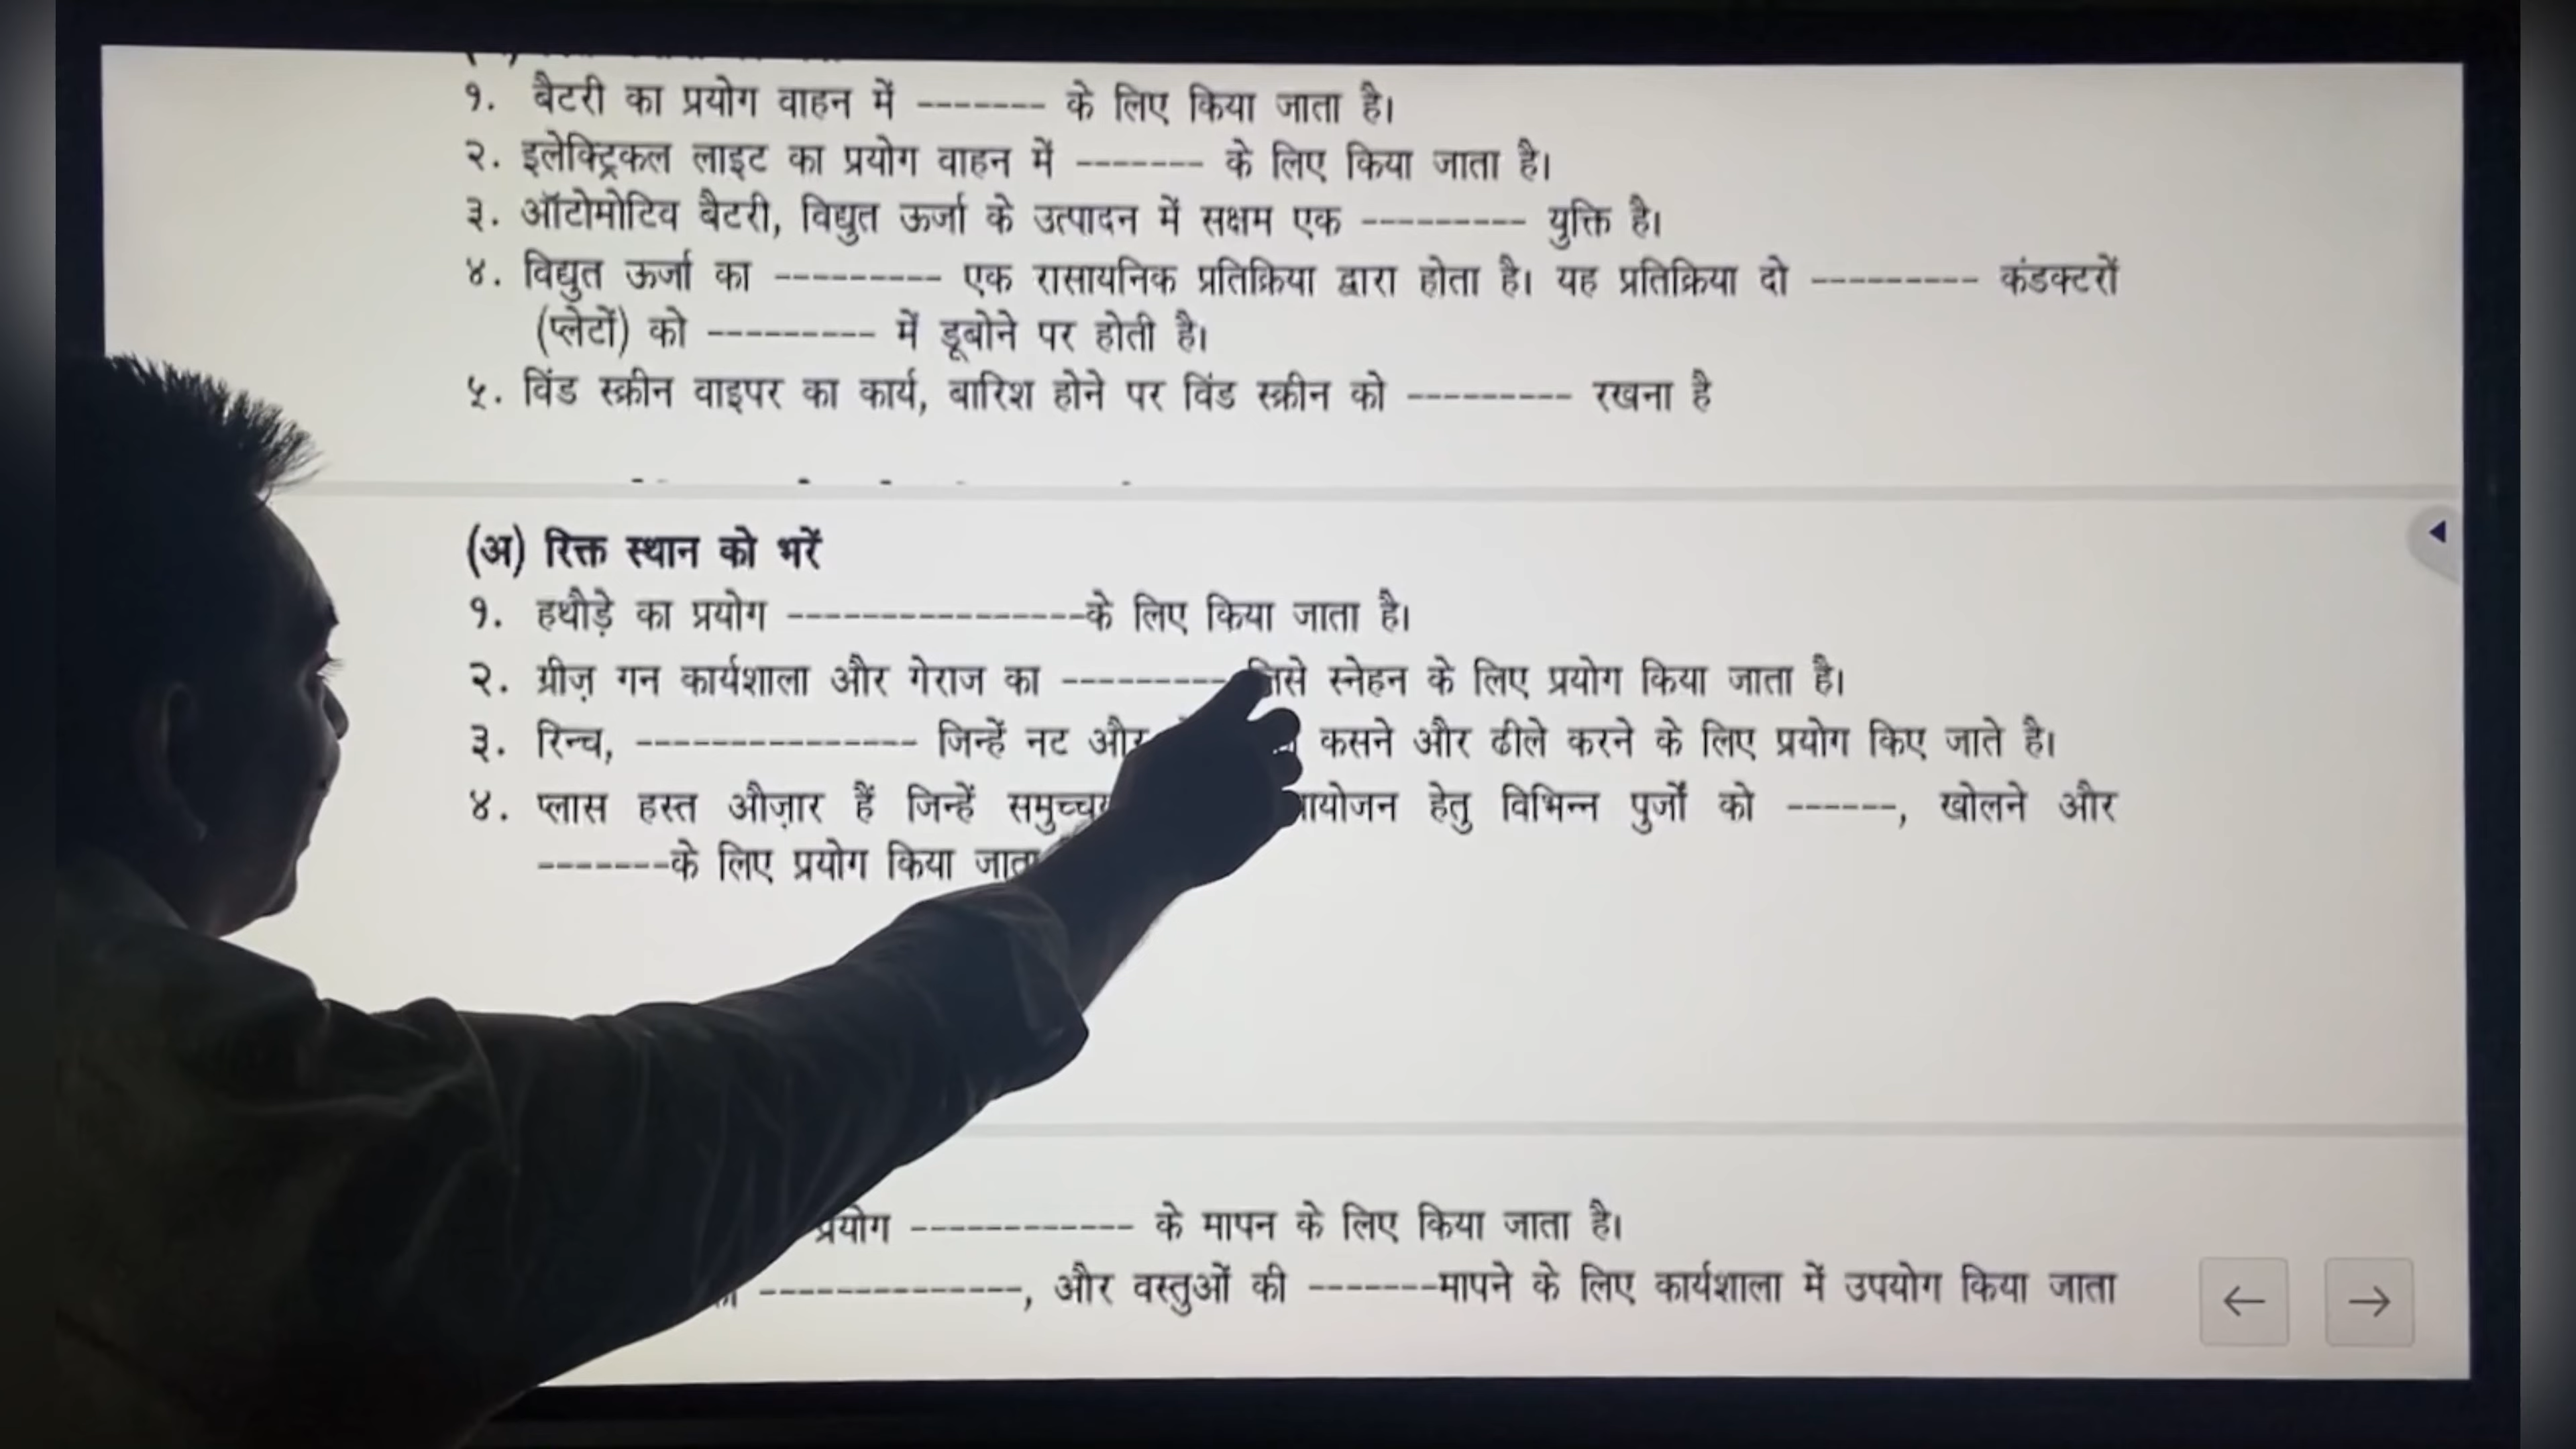 १. बैटरी का प्रयोग वाहन में ------- के लिए किया जाता है।
२. इलेक्ट्रिकल लाइट का प्रयोग वाहन में ------- के लिए किया जाता है।
३. ऑटोमोटिव बैटरी, विद्युत ऊर्जा के उत्पादन में सक्षम एक --------- युक्ति है।
४. विद्युत ऊर्जा का --------- एक रासायनिक प्रतिक्रिया द्वारा होता है। यह प्रतिक्रिया दो --------- कंडक्टरों
(प्लेटों) को --------- में डूबोने पर होती है।
५. विंड स्क्रीन वाइपर का कार्य, बारिश होने पर विंड स्क्रीन को --------- रखना है
(अ) रिक्त स्थान को भरें
१. हथौड़े का प्रयोग ----------------के लिए किया जाता है।
२. ग्रीज़ गन कार्यशाला और गेराज का --------- स्नेहन के लिए प्रयोग किया जाता है।
३. रिन्च, --------------- जिन्हें नट और कसने और ढीले करने के लिए प्रयोग किए जाते है।
४. प्लास हस्त औज़ार हैं जिन्हें हेतु विभिन्न पुर्जों को ------, खोलने और
-------के लिए प्रयोग किया जाता
प्रयोग ------------ के मापन के लिए किया जाता है।
--------------, और वस्तुओं की -------मापने के लिए कार्यशाला में उपयोग किया जाता